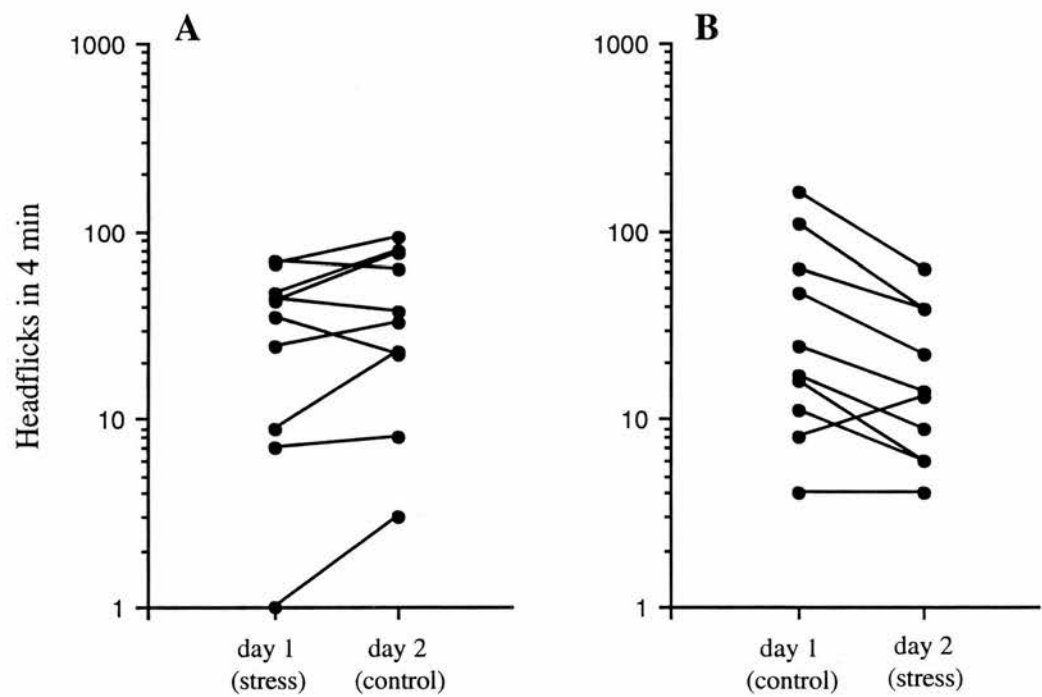 A
1000
100
10
1
Headflicks in 4 min
day 1
(stress)
day 2
(control)
B
1000
100
10
1
day 1
(control)
day 2
(stress)